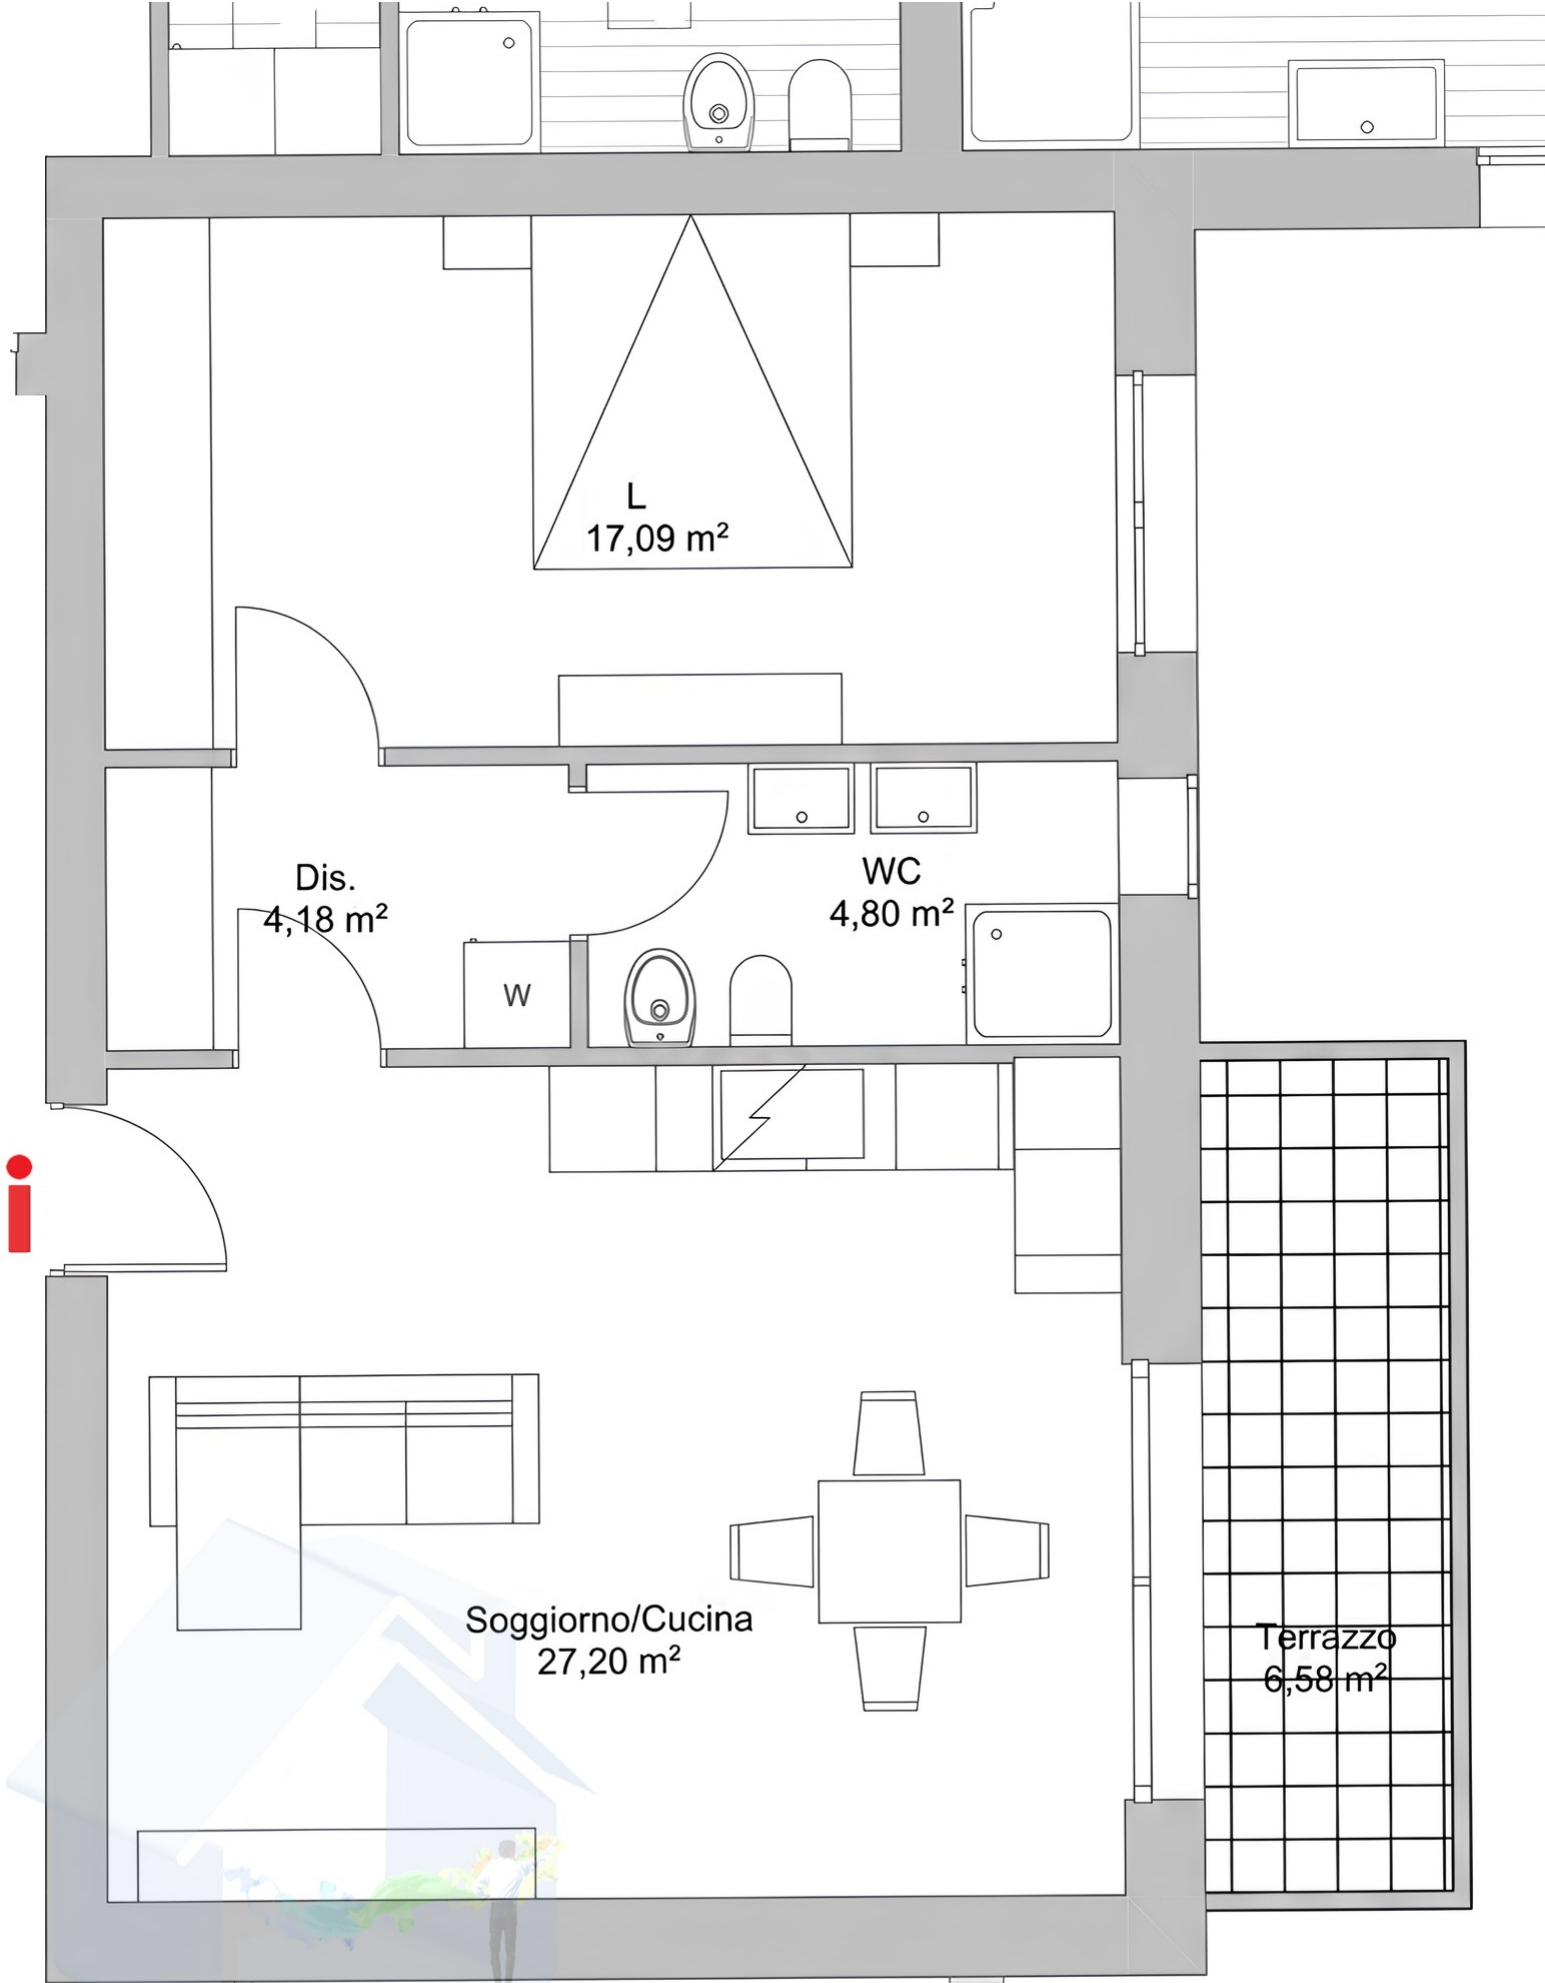 L
17,09 m²
Dis.
4,18 m²
WC
4,80 m²
W
i
Soggiorno/Cucina
27,20 m²
Terrazzo
6,58 m²